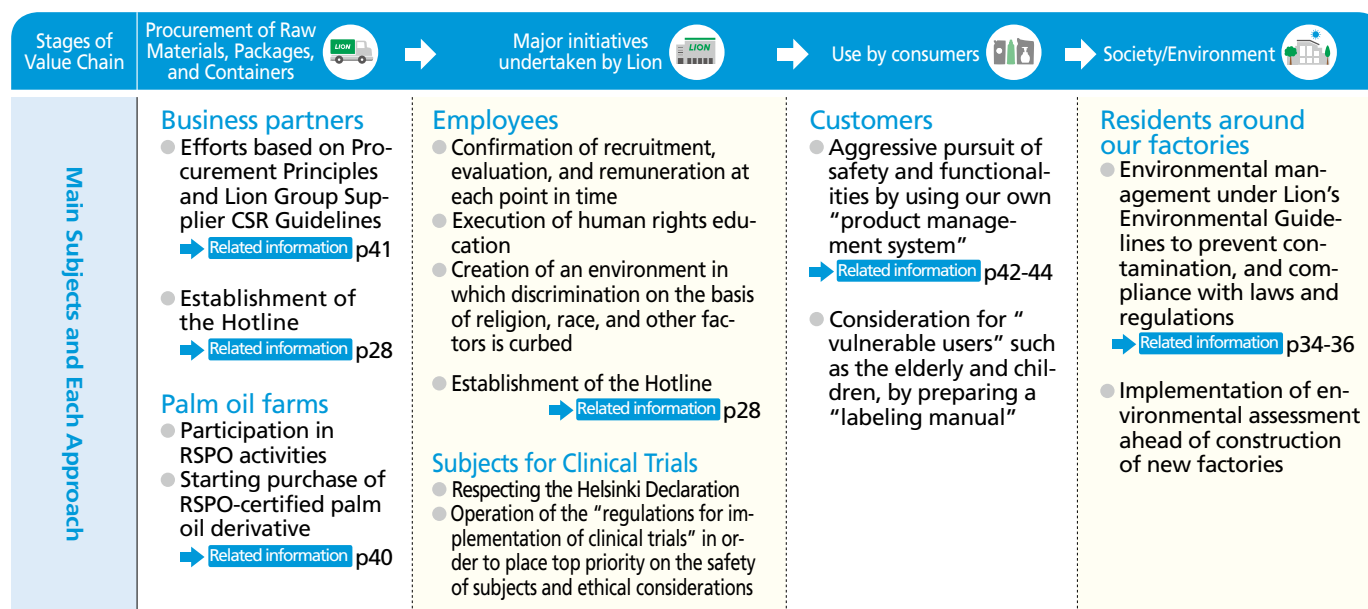 Stages of
Value Chain
Procurement of Raw
Materials, Packages,
and Containers
LION
Major initiatives
undertaken by Lion
LION
Use by consumers
Society/Environment
Main Subjects and Each Approach
Business partners
Efforts based on Pro-
curement Principles
and Lion Group Sup-
plier CSR Guidelines
Related information p41
Establishment of
the Hotline
Related information p28
Palm oil farms
Participation in
RSPO activities
Starting purchase of
RSPO-certified palm
oil derivative
Related information p40
Employees
Confirmation of recruitment,
evaluation, and remuneration at
each point in time
Execution of human rights edu-
cation
Creation of an environment in
which discrimination on the basis
of religion, race, and other fac-
tors is curbed
Establishment of the Hotline
Related information p28
Subjects for Clinical Trials
Respecting the Helsinki Declaration
Operation of the “regulations for im-
plementation of clinical trials” in or-
der to place top priority on the safety
of subjects and ethical considerations
Customers
Aggressive pursuit of
safety and functional-
ities by using our own
“product manage-
ment system”
Related information p42-44
Consideration for “
vulnerable users” such
as the elderly and chil-
dren, by preparing a
“labeling manual”
Residents around
our factories
Environmental man-
agement under Lion’s
Environmental Guide-
lines to prevent con-
tamination, and com-
pliance with laws and
regulations
Related information p34-36
Implementation of en-
vironmental assessment
ahead of construction
of new factories